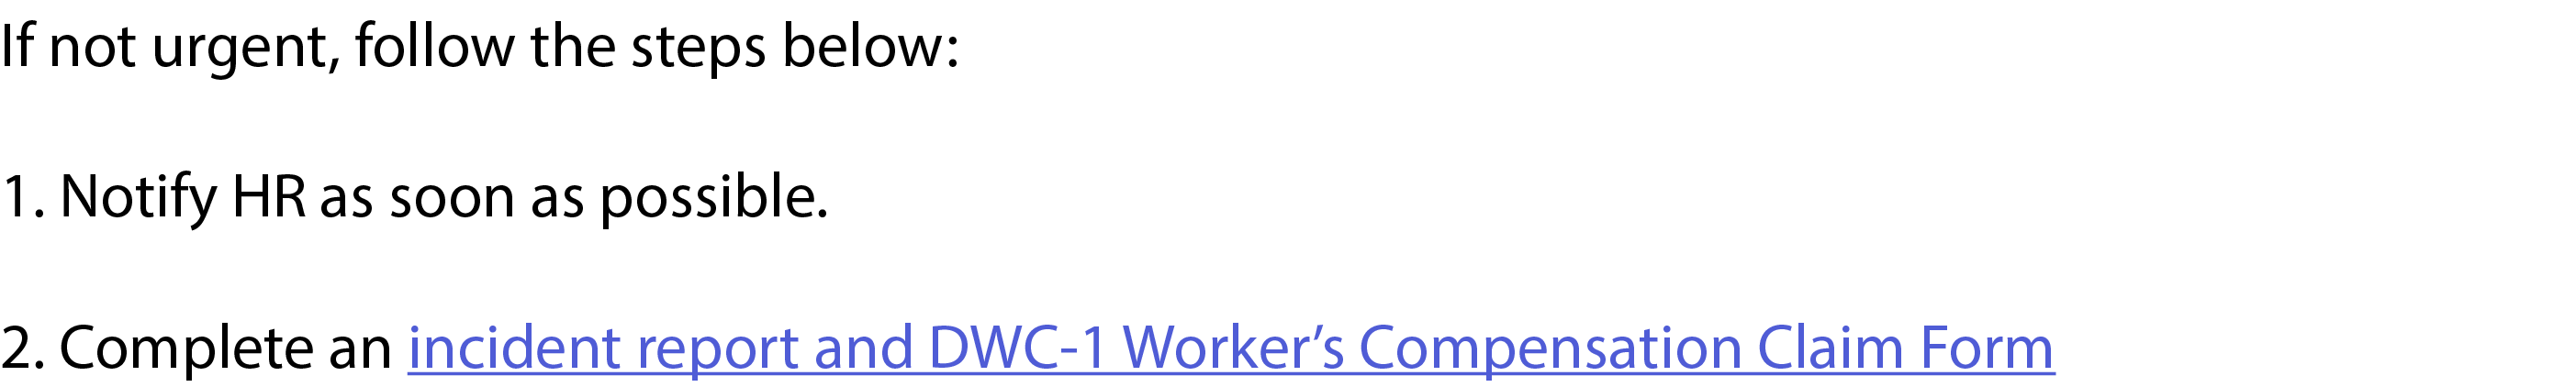 If not urgent, follow the steps below:
1. Notify HR as soon as possible.
2. Complete an incident report and DWC-1 Worker’s Compensation Claim Form